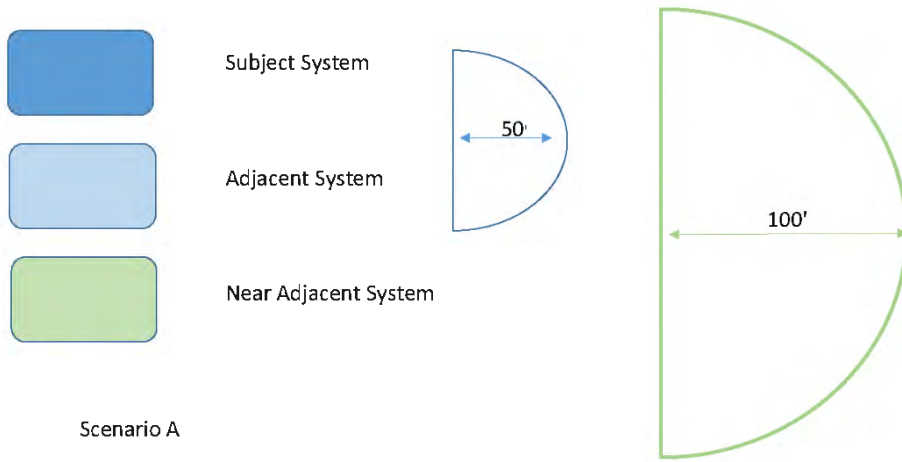 Subject System
50'
Adjacent System
100'
Near Adjacent System
Scenario A